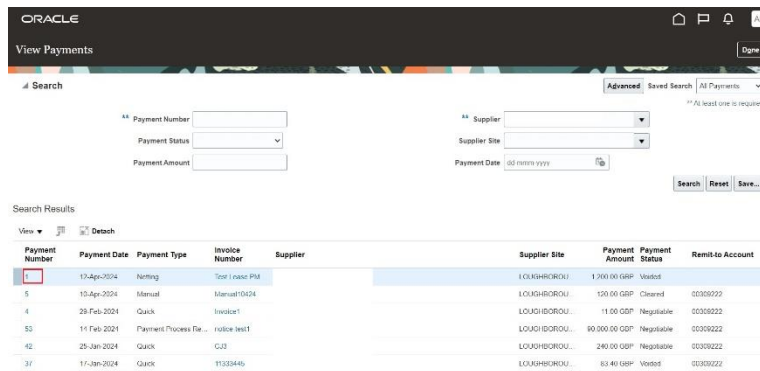 ORACLE
View Payments
Done
Search
Advanced Saved Search All Payments
** At least one is require
** Payment Number
** Supplier
Payment Status
Supplier Site
Payment Amount
Payment Date dd-mmm-yyyy
Search Reset Save...
Search Results
View Detach
Payment Number Payment Date Payment Type Invoice Number Supplier Supplier Site Payment Amount Payment Status Remit-to Account
1 12-Apr-2024 Netting Test Lease PM LOUGHBOROU... 1,200.00 GBP Voided
5 10-Apr-2024 Manual Manual10424 LOUGHBOROU... 120.00 GBP Cleared 00309222
4 29-Feb-2024 Quick Invoice1 LOUGHBOROU... 11.00 GBP Negotiable 00309222
53 14-Feb-2024 Payment Process Re... notice test1 LOUGHBOROU... 90,000.00 GBP Negotiable 00309222
42 25-Jan-2024 Quick CJ3 LOUGHBOROU... 240.00 GBP Negotiable 00309222
37 17-Jan-2024 Quick 11333445 LOUGHBOROU... 83.40 GBP Voided 00309222